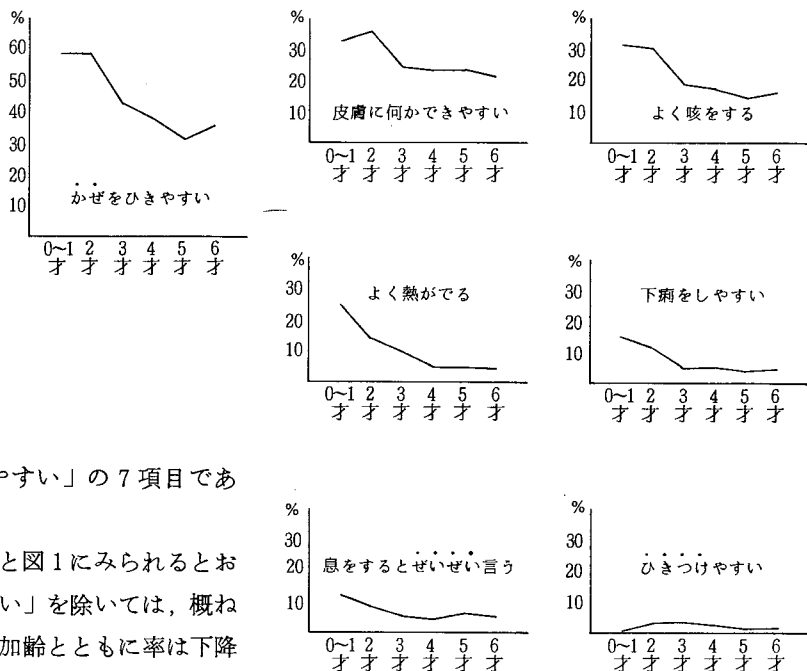 %
60
50
40
30
20
10
かぜをひきやすい
0~1 2 3 4 5 6
才 才 才 才 才 才
%
30
20
10
皮膚に何かできやすい
0~1 2 3 4 5 6
才 才 才 才 才 才
%
30
20
10
よく咳をする
0~1 2 3 4 5 6
才 才 才 才 才 才
%
30
20
10
よく熱がでる
0~1 2 3 4 5 6
才 才 才 才 才 才
%
30
20
10
下痢をしやすい
0~1 2 3 4 5 6
才 才 才 才 才 才
やすい」の7項目であ
と図1にみられるとお
い」を除いては，概ね
加齢とともに率は下降
%
30
20
10
息をするとぜいぜい言う
0~1 2 3 4 5 6
才 才 才 才 才 才
%
30
20
10
ひきつけやすい
0~1 2 3 4 5 6
才 才 才 才 才 才